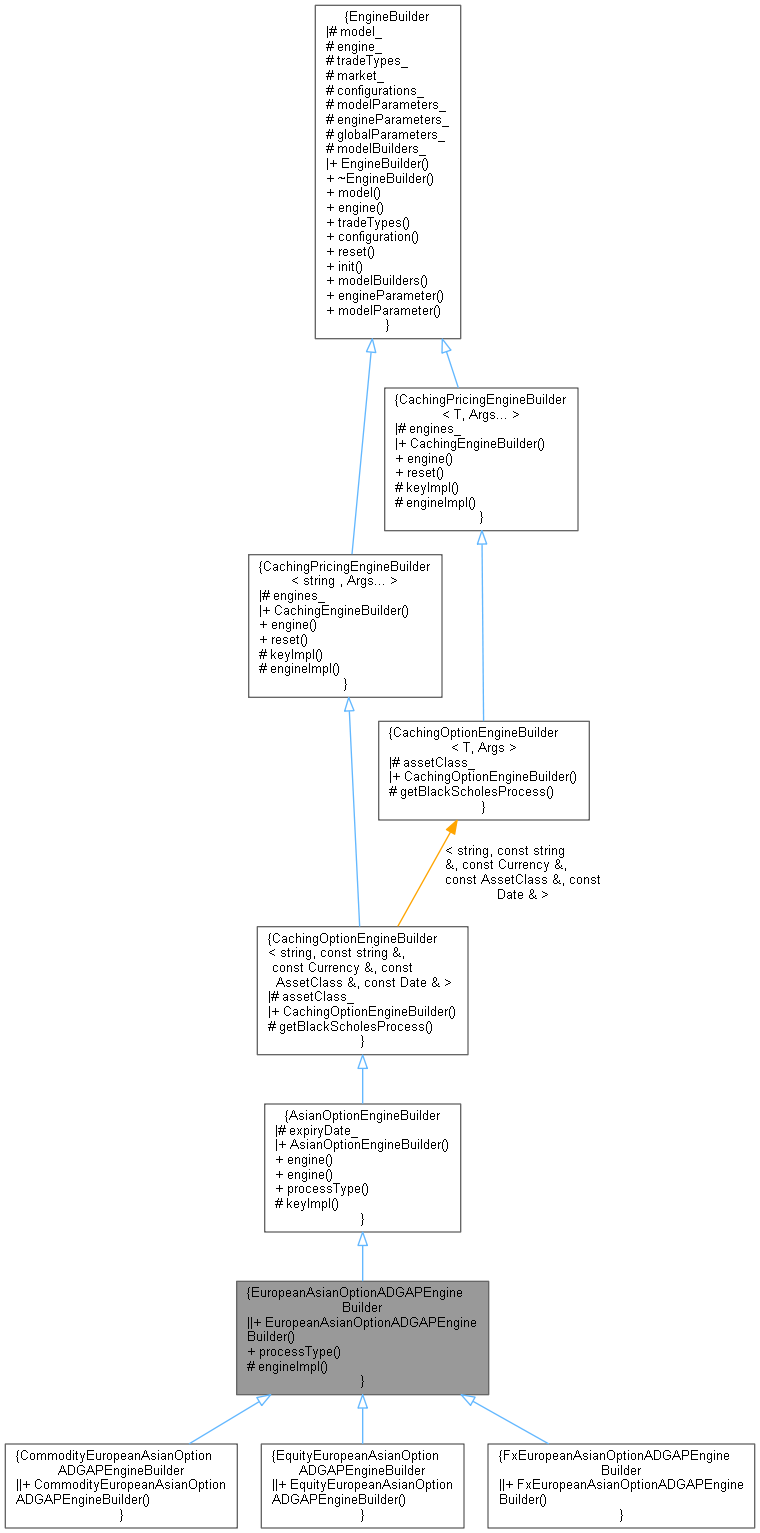 {EngineBuilder
|# model_
# engine_
# tradeTypes_
# market_
# configurations_
# modelParameters_
# engineParameters_
# globalParameters_
# modelBuilders_
|+ EngineBuilder()
+ ~EngineBuilder()
+ model()
+ engine()
+ tradeTypes()
+ configuration()
+ reset()
+ init()
+ modelBuilders()
+ engineParameter()
+ modelParameter()
}
{CachingPricingEngineBuilder
< T, Args... >
|# engines_
|+ CachingEngineBuilder()
+ engine()
+ reset()
# keyImpl()
# engineImpl()
}
{CachingPricingEngineBuilder
< string , Args... >
|# engines_
|+ CachingEngineBuilder()
+ engine()
+ reset()
# keyImpl()
# engineImpl()
}
{CachingOptionEngineBuilder
< T, Args >
|# assetClass_
|+ CachingOptionEngineBuilder()
# getBlackScholesProcess()
}
< string, const string
&, const Currency &,
const AssetClass &, const
Date & >
{CachingOptionEngineBuilder
< string, const string &,
const Currency &, const
AssetClass &, const Date & >
|# assetClass_
|+ CachingOptionEngineBuilder()
# getBlackScholesProcess()
}
{AsianOptionEngineBuilder
|# expiryDate_
|+ AsianOptionEngineBuilder()
+ engine()
+ engine()
+ processType()
# keyImpl()
}
{EuropeanAsianOptionADGAPEngine
Builder
||+ EuropeanAsianOptionADGAPEngine
Builder()
+ processType()
# engineImpl()
}
{CommodityEuropeanAsianOption
ADGAPEngineBuilder
||+ CommodityEuropeanAsianOption
ADGAPEngineBuilder()
}
{EquityEuropeanAsianOption
ADGAPEngineBuilder
||+ EquityEuropeanAsianOption
ADGAPEngineBuilder()
}
{FxEuropeanAsianOptionADGAPEngine
Builder
||+ FxEuropeanAsianOptionADGAPEngine
Builder()
}